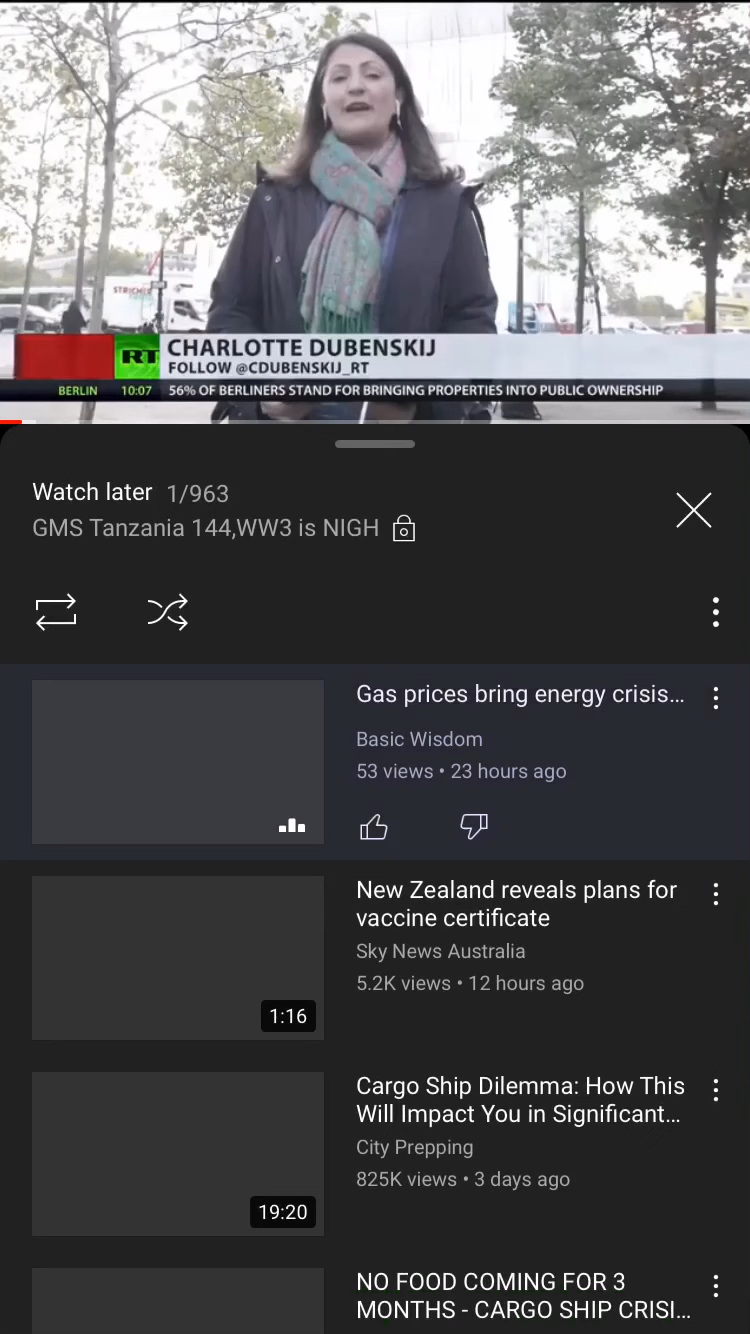 STRICHER
RT
CHARLOTTE DUBENSKIJ
FOLLOW @CDUBENSKIJ_RT
BERLIN 10:07 56% OF BERLINERS STAND FOR BRINGING PROPERTIES INTO PUBLIC OWNERSHIP
Watch later 1/963
GMS Tanzania 144,WW3 is NIGH
Gas prices bring energy crisis...
Basic Wisdom
53 views • 23 hours ago
New Zealand reveals plans for
vaccine certificate
Sky News Australia
5.2K views • 12 hours ago
1:16
Cargo Ship Dilemma: How This
Will Impact You in Significant...
City Prepping
825K views • 3 days ago
19:20
NO FOOD COMING FOR 3
MONTHS - CARGO SHIP CRISI...